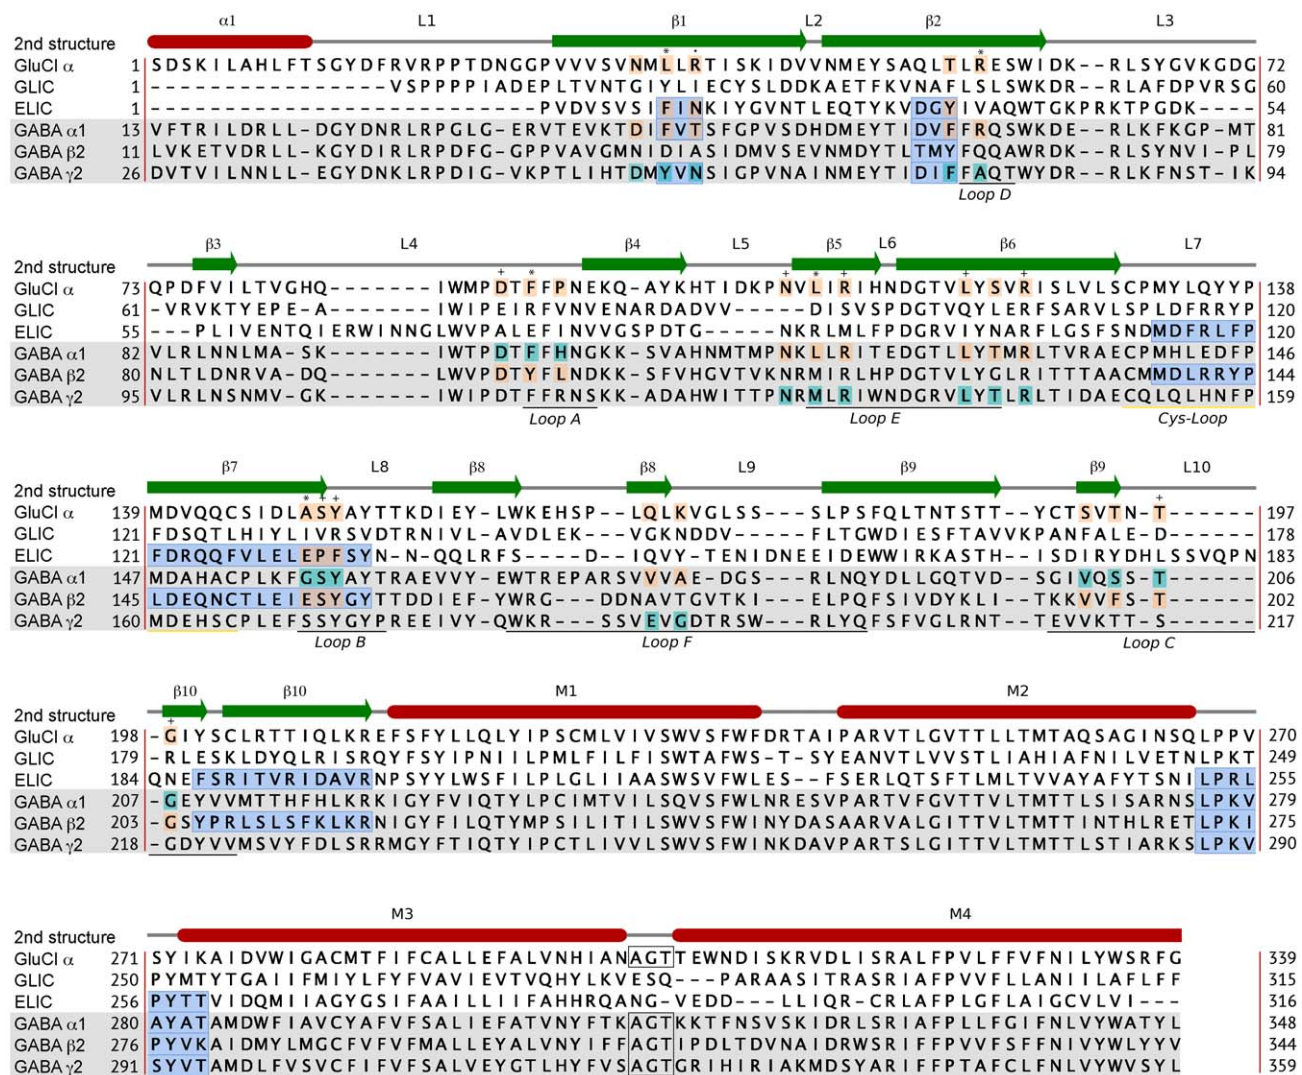 α1 L1 β1 L2 β2 L3
2nd structure
* · *
GluCl α 1 SDSKILAHLFTSGYDFRVRPPTDNGGPVVVSVNMLLRTISKIDVVNMEYSAQLTLRESWIDK--RLSYGVKGDG 72
GLIC 1 ----------VSPPPPIADEPLTVNTGIYLIECYSLDDKAETFKVNAFLSLSWKDRRLAFDPVRSG 60
ELIC 1 ----------------PVDVSVSIFINKIYGVNTLEQTYKVDGYIVAQWTGKPRKTPGDK---- 54
GABA α1 13 VFTRILDRLL-DGYDNRLRPGLG-ERVTEVKTDIFVTSFGPVSDHDMEYTIDVFFRQSWKDE--RLKFKGP-MT 81
GABA β2 11 LVKETVDRLL-KGYDIRLRPDFG-GPPVAVGMNIDIASIDMVSEVNMDYTLTMYFQQAWRDK--RLSYNVI-PL 79
GABA γ2 26 DVTVILNNLL-EGYDNKLRPDIG-VKPTLIHTDMYVNSIGPVNAINMEYTIDIFFAQTWYDR--RLKFNST-IK 94
Loop D
β3 L4 β4 L5 β5 L6 β6 L7
2nd structure
+ * + * + + +
GluCl α 73 QPDFVILTVGHQ-------IWMPDTFFPNEKQ-AYKHTIDKPNVLIRIHNDGTVLYSVRISLVLSCPMYLQYYP 138
GLIC 61 -VRVKTYEPEA-------IWIPEIRFVNVENARDADVV----DISVSPDGTVQYLERFSARVLSPLDFRRYP 120
ELIC 55 ---PLIVENTQIERWINNGLWVPALEFINVVGSPDTG----NKRLMLFPDGRVIYNARFLGSFSNDMDFRLFP 120
GABA α1 82 VLRLNNLMA-SK-------IWTPDTFFHNGKK-SVAHNMTMPNKLLRITEDGTLLYTMRLTVRAECPMHLEDFP 146
GABA β2 80 NLTLDNRVA-DQ-------LWVPDTYFLNDKK-SFVHGVTVKNRMIRLHPDGTVLYGLRITTTAACMMDLRRYP 144
GABA γ2 95 VLRLNSNMV-GK-------IWIPDTFFRNSKK-ADAHWITTPNRMLRIWNDGRVLYTLRLTIDAECQLQLHNFP 159
Loop A Loop E Cys-Loop
β7 L8 β8 β8 L9 β9 β9 L10
2nd structure
* + + +
GluCl α 139 MDVQQCSIDLASYAYTTKDIEY-LWKEHSP--LQLKVGLSS---SLPSFQLTNTSTT--YCTSVTN-T------ 197
GLIC 121 FDSQTLHIYLIVRSVDTRNIVL-AVDLEK---VGKNDDV-----FLTGWDIESFTAVVKPANFALE-D------ 178
ELIC 121 FDRQQFVLELEPFSYN-N-QQLRFS---D--IQVY-TENIDNEEIDEWWIRKASTH--ISDIRYDHLSSVQPN 183
GABA α1 147 MDAHACPLKFGSYAYTRAEVVY-EWTREPARSVVVAE-DGS--RLNQYDLLGQTVD--SGIVQSS-T------ 206
GABA β2 145 LDEQNCTLEIESYGYTTDDIEF-YWRG---DDNAVTGVTKI---ELPQFSIVDYKLI--TKKVVFS-T------ 202
GABA γ2 160 MDEHSCPLEFSSYGYPREEIVY-QWKR---SSVEVGDTRSW---RLYQFSFVGLRNT--TEVVKTT-S------ 217
Loop B Loop F Loop C
β10 β10 M1 M2
2nd structure
+
GluCl α 198 -GIYSCLRTTIQLKREFSFYLLQLYIPSCMLVIVSWVSFWFDRTAIPARVTLGVTTLLTMTAQSAGINSQLPPV 270
GLIC 179 -RLESKLDYQLRISRQYFSYIPNIILPMLFILFISWTAFWS-T-SYEANVTLVVSTLIAHIAFNILVETNLPKT 249
ELIC 184 QNEFSRITVRIDAVRNPSYYLWSFILPLGLIIAASWSVFWLES--FSERLQTSFTLMLTVVAYAFYTSNILPRL 255
GABA α1 207 -GEYVVMTTHFHLKRKIGYFVIQTYLPCIMTVILSQVSFWLNRESVPARTVFGVTTVLTMTTLSISARNSLPKV 279
GABA β2 203 -GSYPRLSLSFKLKRNIGYFILQTYMPSILITILSWVSFWINYDASAARVALGITTVLTMTTINTHLRETLPKI 275
GABA γ2 218 -GDYVVMSVYFDLSRRMGYFTIQTYIPCTLIVVLSWVSFWINKDAVPARTSLGITTVLTMTTLSTIARKSLPKV 290
M3 M4
2nd structure
GluCl α 271 SYIKAIDVWIGACMTFIFCALLEFALVNHIANAGTTEWNDISKRVDLISRALFPVLFFVFNILYWSRFG 339
GLIC 250 PYMTYTGAIIFMIYLFYFVAVIEVTVQHYLKVESQ--PARAASITRASRIAFPVVFLLANIILAFLFF 315
ELIC 256 PYTTVIDQMIIAGYGSIFAAILLIIFAHHRQANG-VEDD---LLIQR-CRLAFPLGFLAIGCVLVI--- 316
GABA α1 280 AYATAMDWFIAVCYAFVFSALIEFATVNYFTKAGTKKTFNSVSKIDRLSRIAFPLLFGIFNLVYWATYL 348
GABA β2 276 PYVKAIDMYLMGCFVFVFMALLEYALVNYIFFAGTIPDLTDVNAIDRWSRIFFPVVFSFFNIVYWLYYV 344
GABA γ2 291 SYVTAMDLFVSVCFIFVFSALVEYGTLHYFVSAGTGRIHIRIAKMDSYARIFFPTAFCLFNLVYWVSYL 359